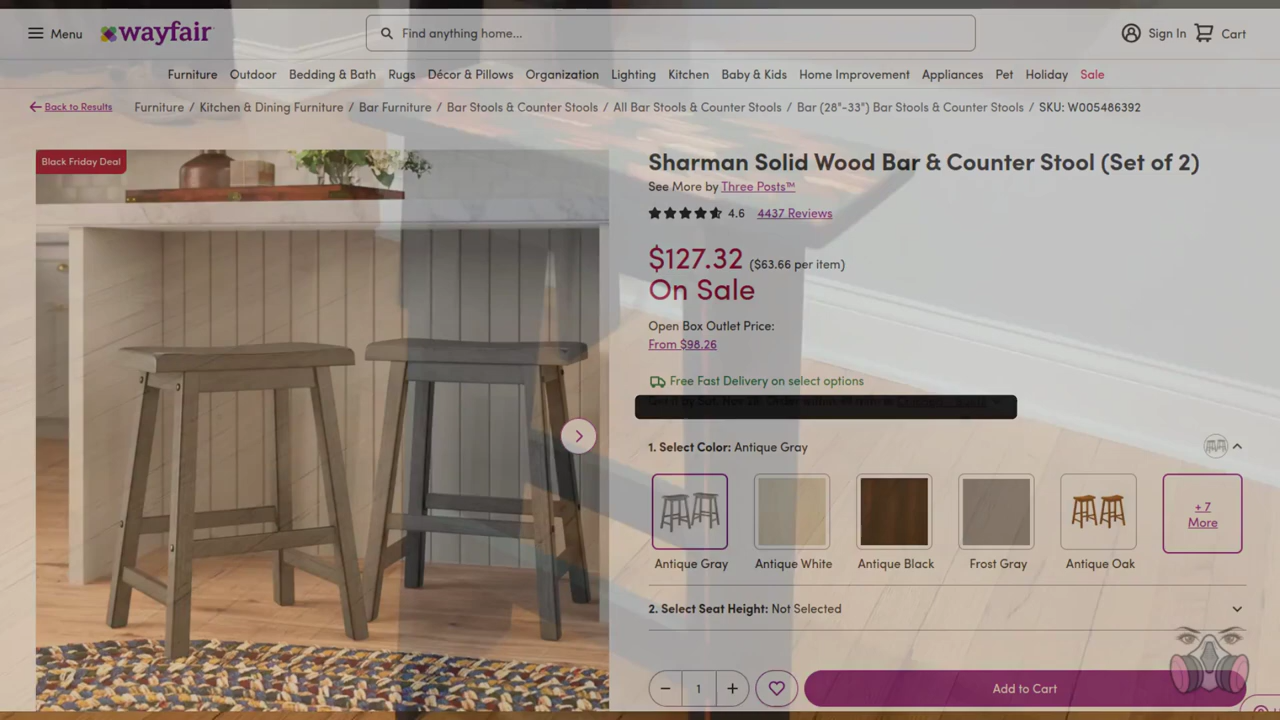 Menu
wayfair
Find anything home...
Sign In
Cart
Furniture Outdoor Bedding & Bath Rugs Décor & Pillows Organization Lighting Kitchen Baby & Kids Home Improvement Appliances Pet Holiday Sale
Back to Results
Furniture / Kitchen & Dining Furniture / Bar Furniture / Bar Stools & Counter Stools / All Bar Stools & Counter Stools / Bar (28"-33") Bar Stools & Counter Stools / SKU: W005486392
Black Friday Deal
Sharman Solid Wood Bar & Counter Stool (Set of 2)
See More by Three Posts™
4.6 4437 Reviews
$127.32 ($63.66 per item)
On Sale
Open Box Outlet Price:
From $98.26
Free Fast Delivery on select options
1. Select Color: Antique Gray
+ 7
More
Antique Gray Antique White Antique Black Frost Gray Antique Oak
2. Select Seat Height: Not Selected
1
Add to Cart